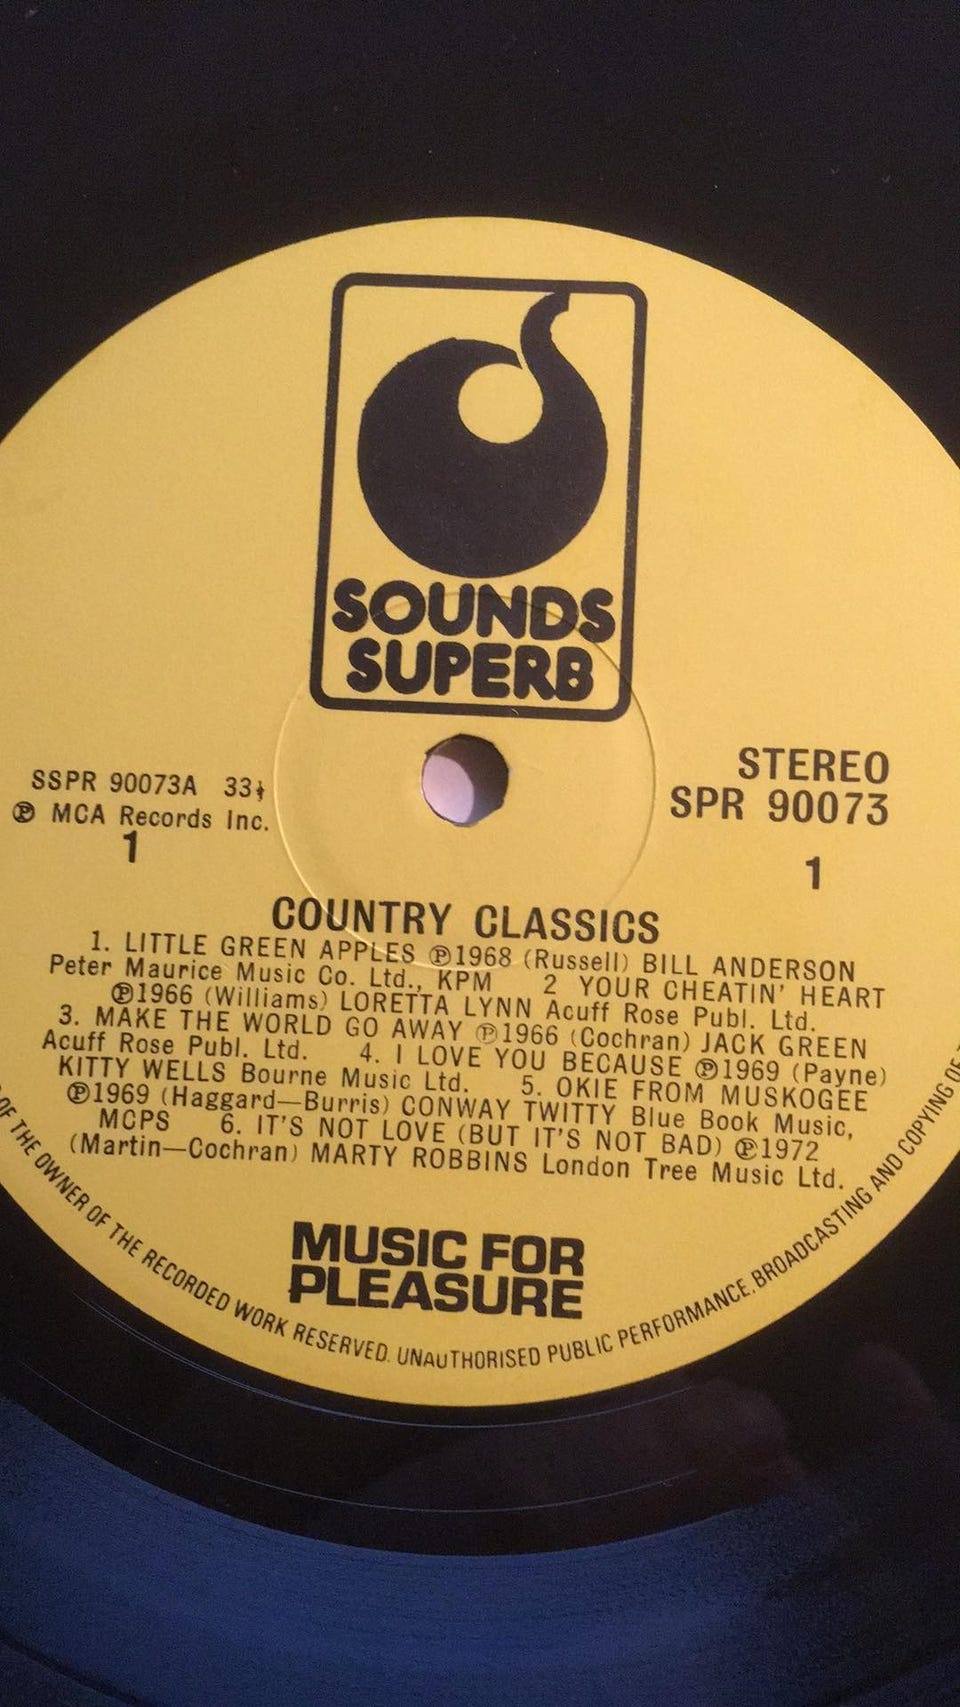 SOUNDS
SUPERB
SSPR 90073A 33⅓
℗ MCA Records Inc.
1
STEREO
SPR 90073
1
COUNTRY CLASSICS
1. LITTLE GREEN APPLES ℗1968 (Russell) BILL ANDERSON
Peter Maurice Music Co. Ltd., KPM 2 YOUR CHEATIN' HEART
℗1966 (Williams) LORETTA LYNN Acuff Rose Publ. Ltd.
3. MAKE THE WORLD GO AWAY ℗1966 (Cochran) JACK GREEN
Acuff Rose Publ. Ltd. 4. I LOVE YOU BECAUSE ℗1969 (Payne)
KITTY WELLS Bourne Music Ltd. 5. OKIE FROM MUSKOGEE
℗1969 (Haggard—Burris) CONWAY TWITTY Blue Book Music,
MCPS 6. IT'S NOT LOVE (BUT IT'S NOT BAD) ℗1972
(Martin—Cochran) MARTY ROBBINS London Tree Music Ltd.
MUSIC FOR
PLEASURE
OF THE OWNER OF THE RECORDED WORK RESERVED. UNAUTHORISED PUBLIC PERFORMANCE. BROADCASTING AND COPYING OF